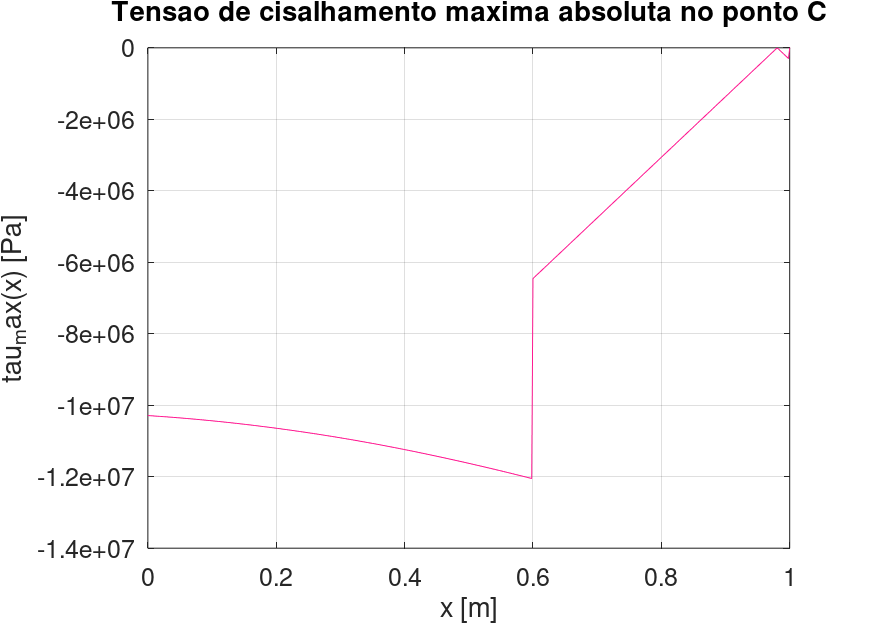 Tensao de cisalhamento maxima absoluta no ponto C
0
-2e+06
-4e+06
-6e+06
-8e+06
-1e+07
-1.2e+07
-1.4e+07
tauₘax(x) [Pa]
0 0.2 0.4 0.6 0.8 1
x [m]